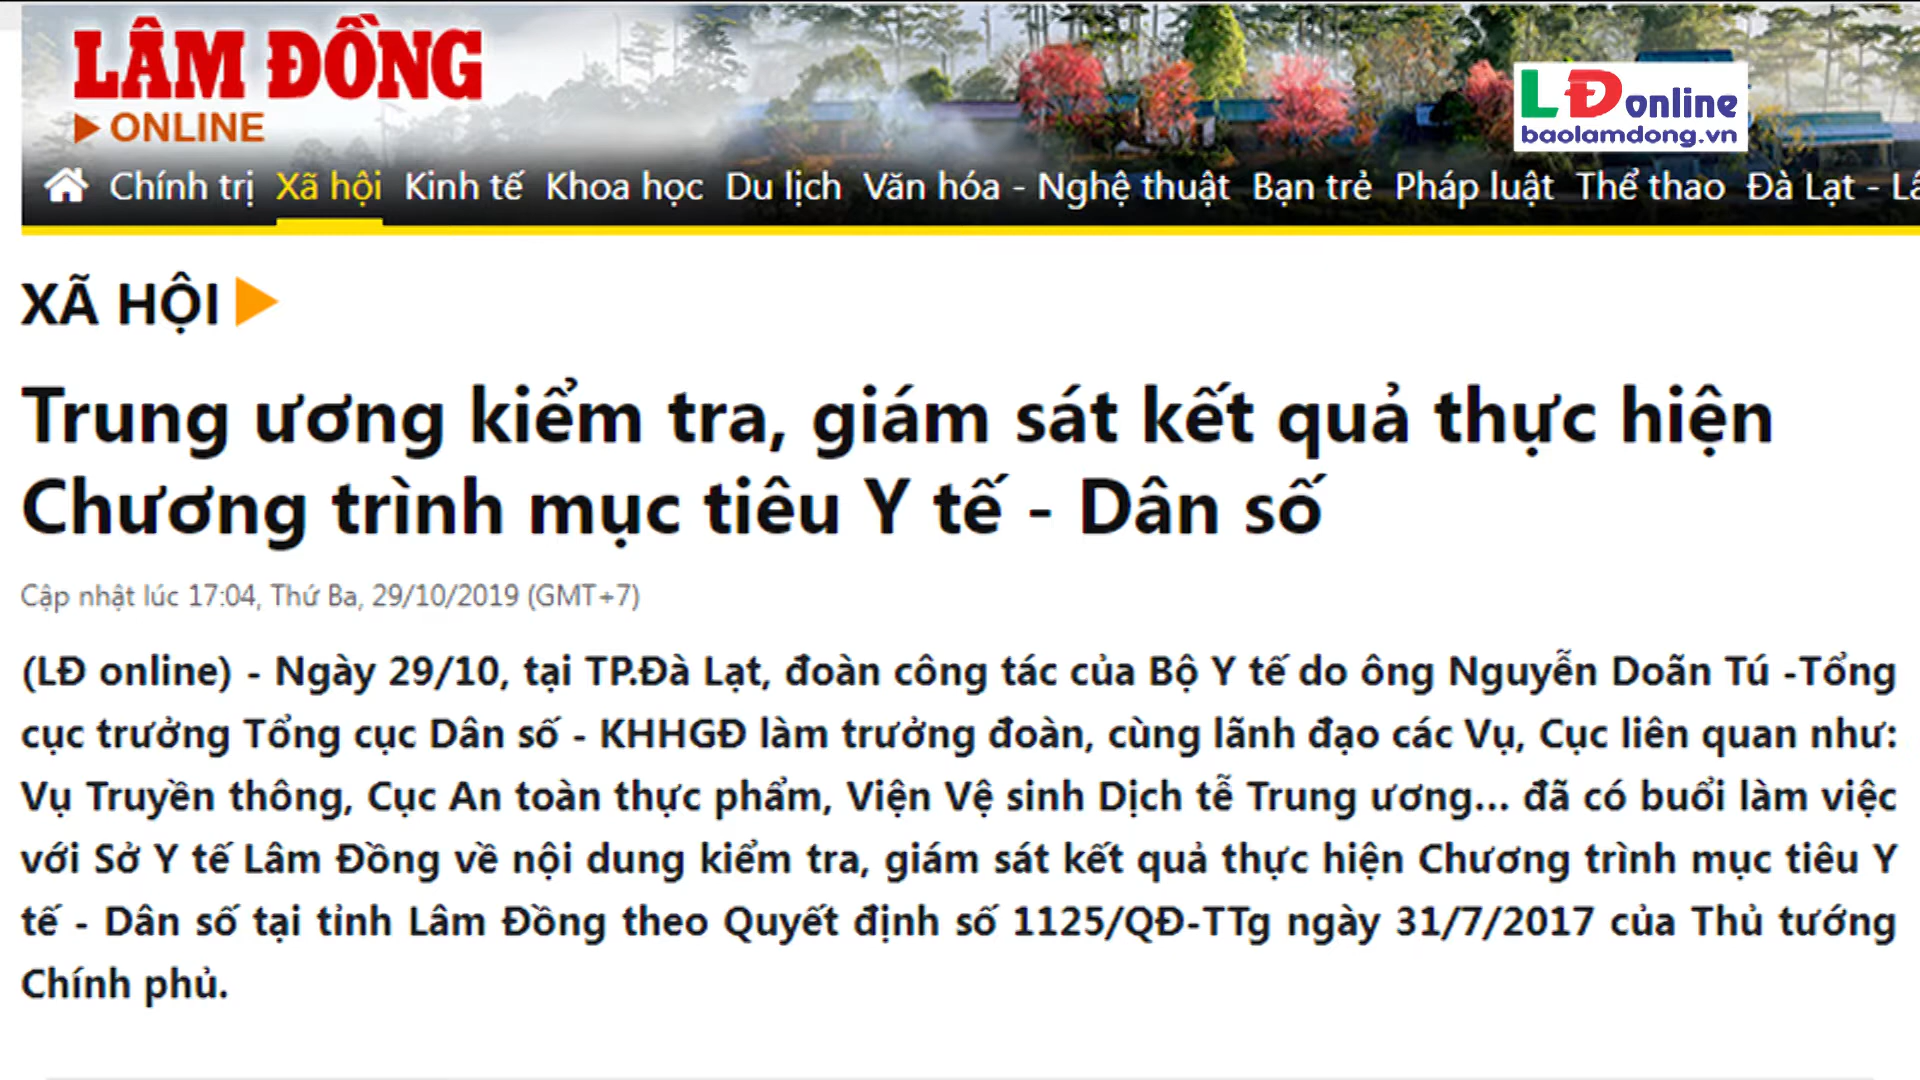 LÂM ĐỒNG
ONLINE
LĐ online
baolamdong.vn
Chính trị Xã hội Kinh tế Khoa học Du lịch Văn hóa - Nghệ thuật Bạn trẻ Pháp luật Thể thao Đà Lạt -
XÃ HỘI
Trung ương kiểm tra, giám sát kết quả thực hiện
Chương trình mục tiêu Y tế - Dân số
Cập nhật lúc 17:04, Thứ Ba, 29/10/2019 (GMT+7)
(LĐ online) - Ngày 29/10, tại TP.Đà Lạt, đoàn công tác của Bộ Y tế do ông Nguyễn Doãn Tú -Tổng
cục trưởng Tổng cục Dân số - KHHGĐ làm trưởng đoàn, cùng lãnh đạo các Vụ, Cục liên quan như:
Vụ Truyền thông, Cục An toàn thực phẩm, Viện Vệ sinh Dịch tễ Trung ương... đã có buổi làm việc
với Sở Y tế Lâm Đồng về nội dung kiểm tra, giám sát kết quả thực hiện Chương trình mục tiêu Y
tế - Dân số tại tỉnh Lâm Đồng theo Quyết định số 1125/QĐ-TTg ngày 31/7/2017 của Thủ tướng
Chính phủ.